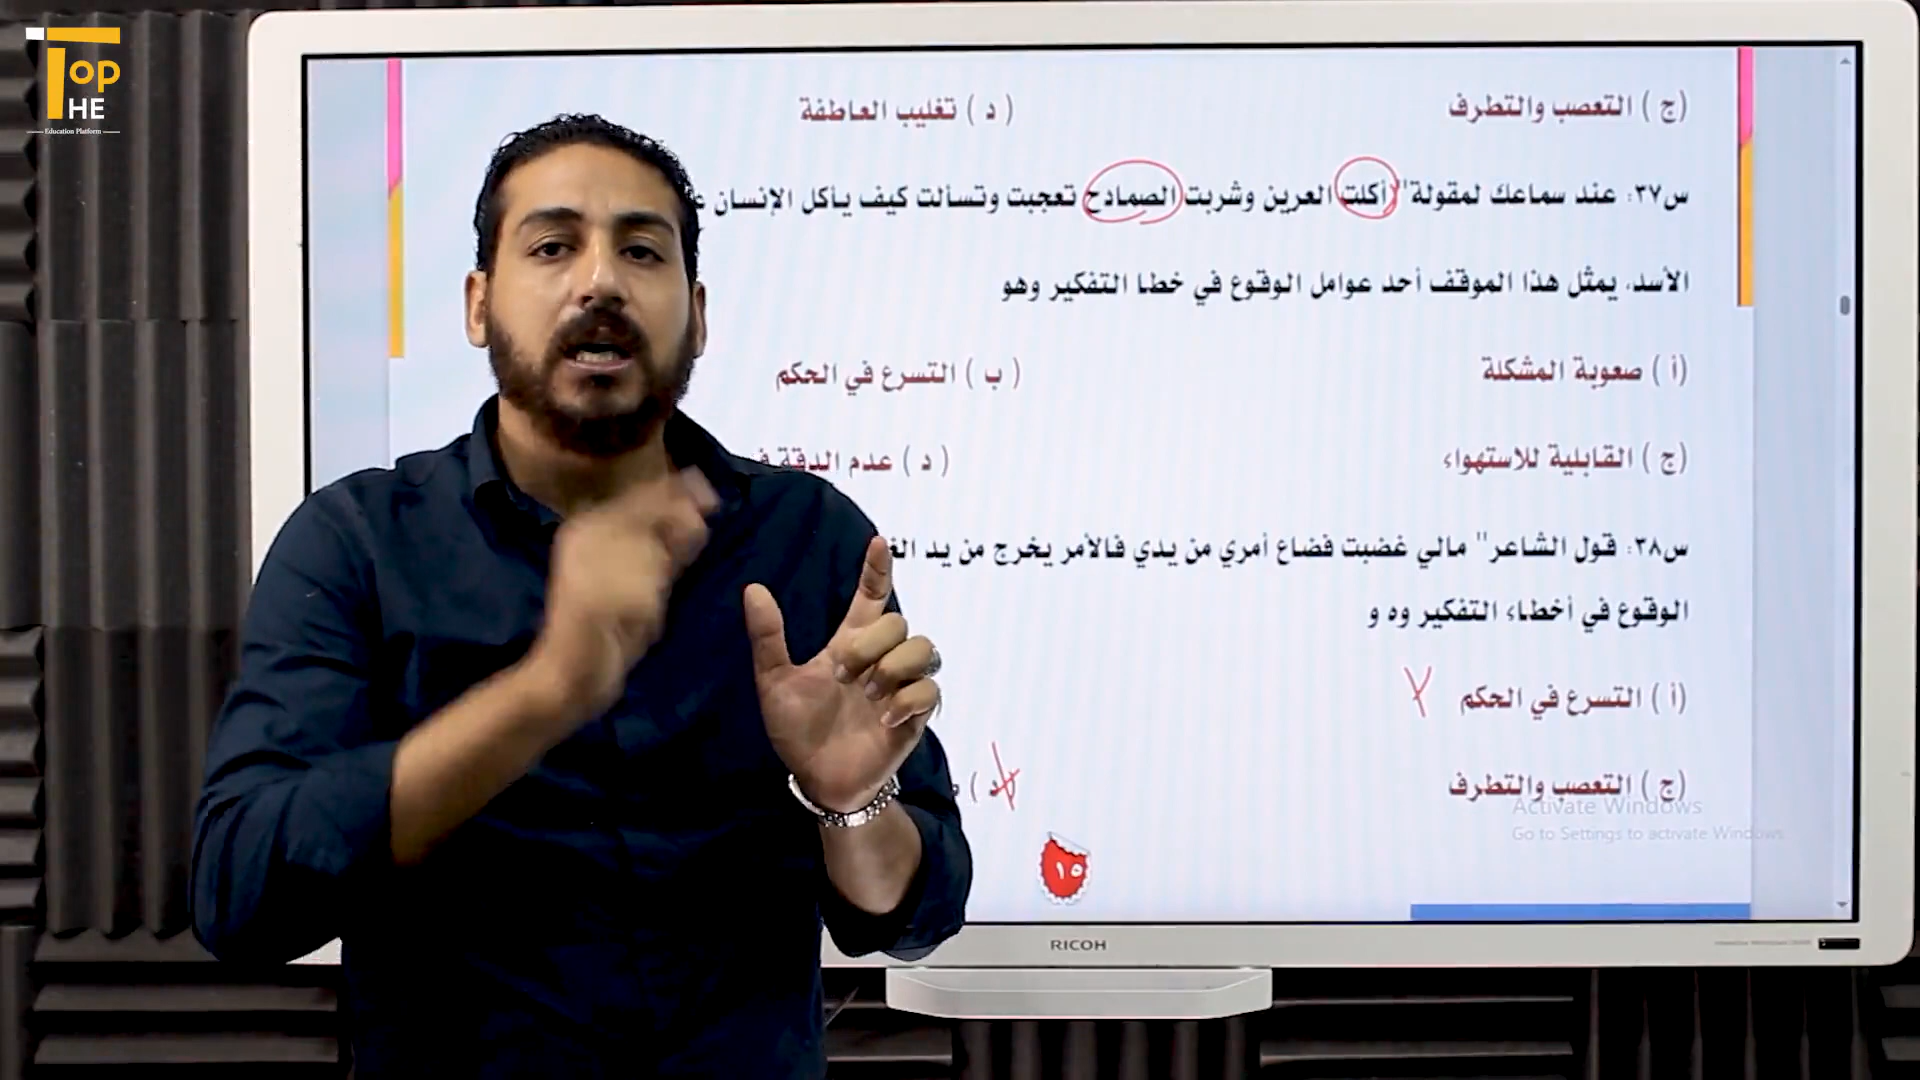 TOP
THE
Education Platform
(ج) التعصب والتطرف (د) تغليب العاطفة
س٣٧: عند سماعك لمقولة" أكلت العرين وشربت الصمادح تعجبت وتسألت كيف يأكل الإنسان
الأسد، يمثل هذا الموقف أحد عوامل الوقوع في خطا التفكير وهو
(أ) صعوبة المشكلة (ب) التسرع في الحكم
(ج) القابلية للاستهواء (د) عدم الدقة
س٣٨: قول الشاعر" مالي غضبت فضاع أمري من يدي فالأمر يخرج من يد
الوقوع في أخطاء التفكير وه و
(أ) التسرع في الحكم
(ج) التعصب والتطرف (د)
Activate Windows
Go to Settings to activate Windows.
١٥
RICOH